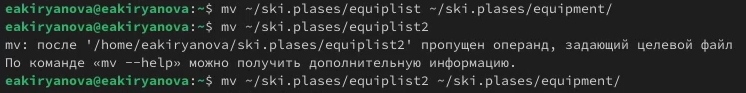 eakiryanova@eakiryanova:~$ mv ~/ski.plases/equiplist ~/ski.plases/equipment/
eakiryanova@eakiryanova:~$ mv ~/ski.plases/equiplist2
mv: после '/home/eakiryanova/ski.plases/equiplist2' пропущен операнд, задающий целевой файл
По команде «mv --help» можно получить дополнительную информацию.
eakiryanova@eakiryanova:~$ mv ~/ski.plases/equiplist2 ~/ski.plases/equipment/